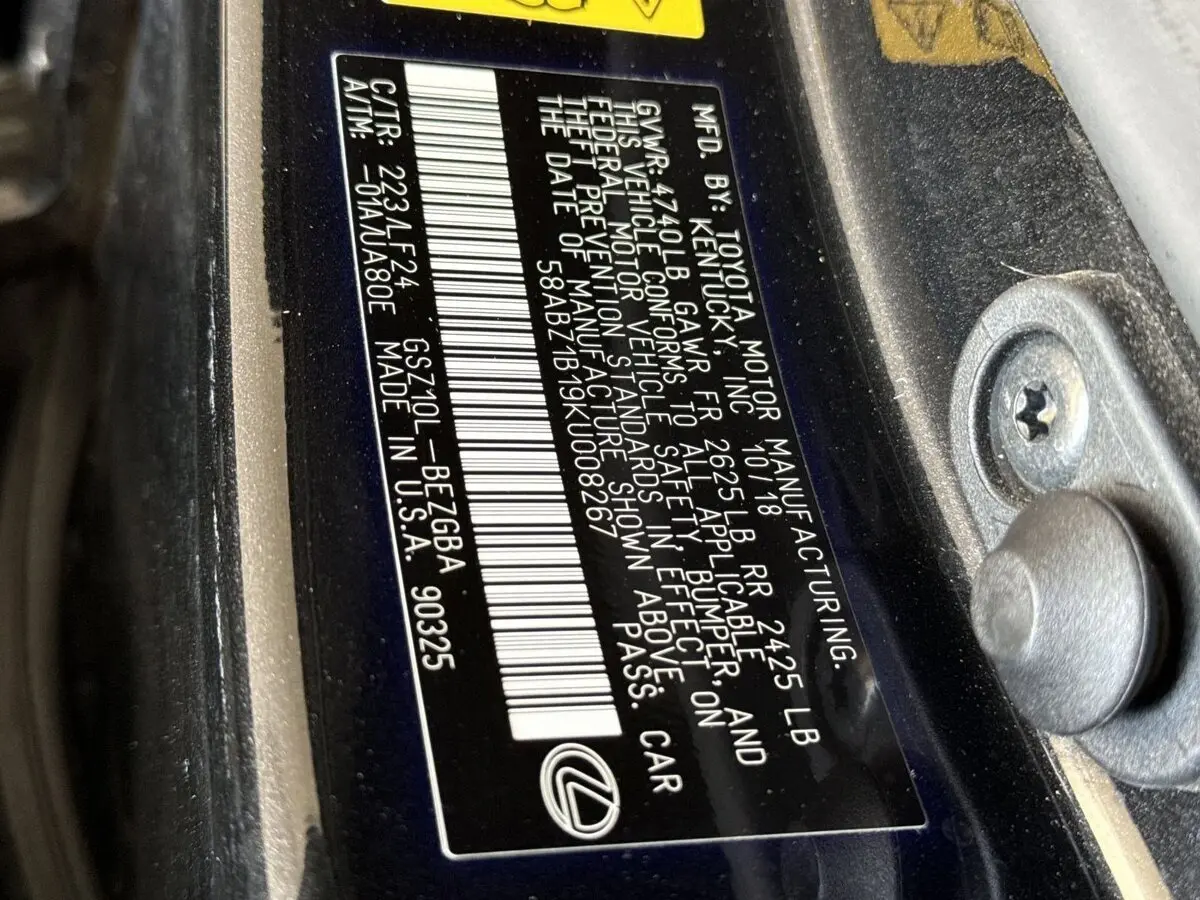 MFD. BY: TOYOTA MOTOR MANUFACTURING.
KENTUCKY, INC 10/18
GVWR: 4740LB GAWR FR 2625LB RR 2425 LB
THIS VEHICLE CONFORMS TO ALL APPLICABLE AND
FEDERAL MOTOR VEHICLE SAFETY, BUMPER, ON
THEFT PREVENTION STANDARDS IN EFFECT
THE DATE OF MANUFACTURE SHOWN ABOVE.
58ABZ1B19KU008267 PASS. CAR
C/TR: 223/LF24 GSZ10L-BEZGBA
A/TM: -01A/UA80E MADE IN U.S.A. 90325